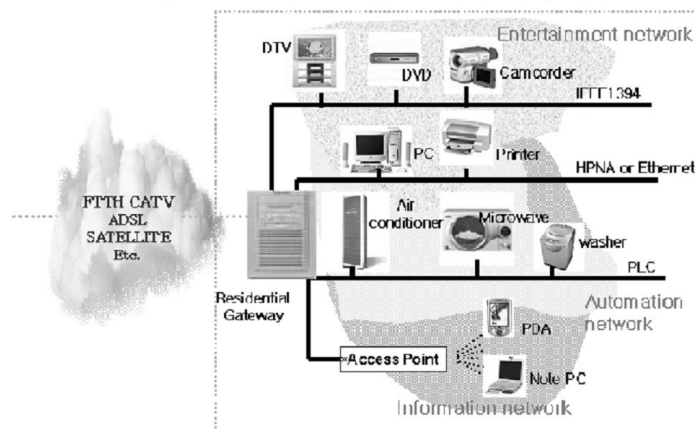 Entertainment network
DTV
DVD
Camcorder
IEEE1394
PC
Printer
HPNA or Ethernet
FTTH CATV
ADSL
SATELLITE
Etc.
Air
conditioner
Microwave
washer
PLC
Residential
Gateway
Automation
network
PDA
Access Point
Note PC
Information network